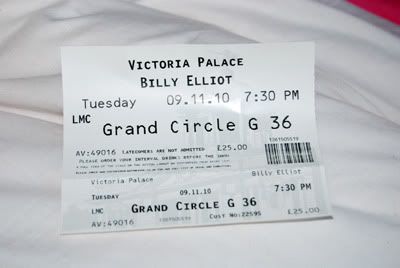 VICTORIA PALACE
BILLY ELLIOT
Tuesday 09.11.10 7:30 PM
LMC
Grand Circle G 36
AV:49016 LATECOMERS ARE NOT ADMITTED £25.00
PLEASE ORDER YOUR INTERVAL DRINKS BEFORE THE SHOW
Victoria Palace Billy Elliot
TUESDAY 09.11.10 7:30 PM
LMC GRAND CIRCLE G 36
AV:49016 CUST NO:22595 £25.00